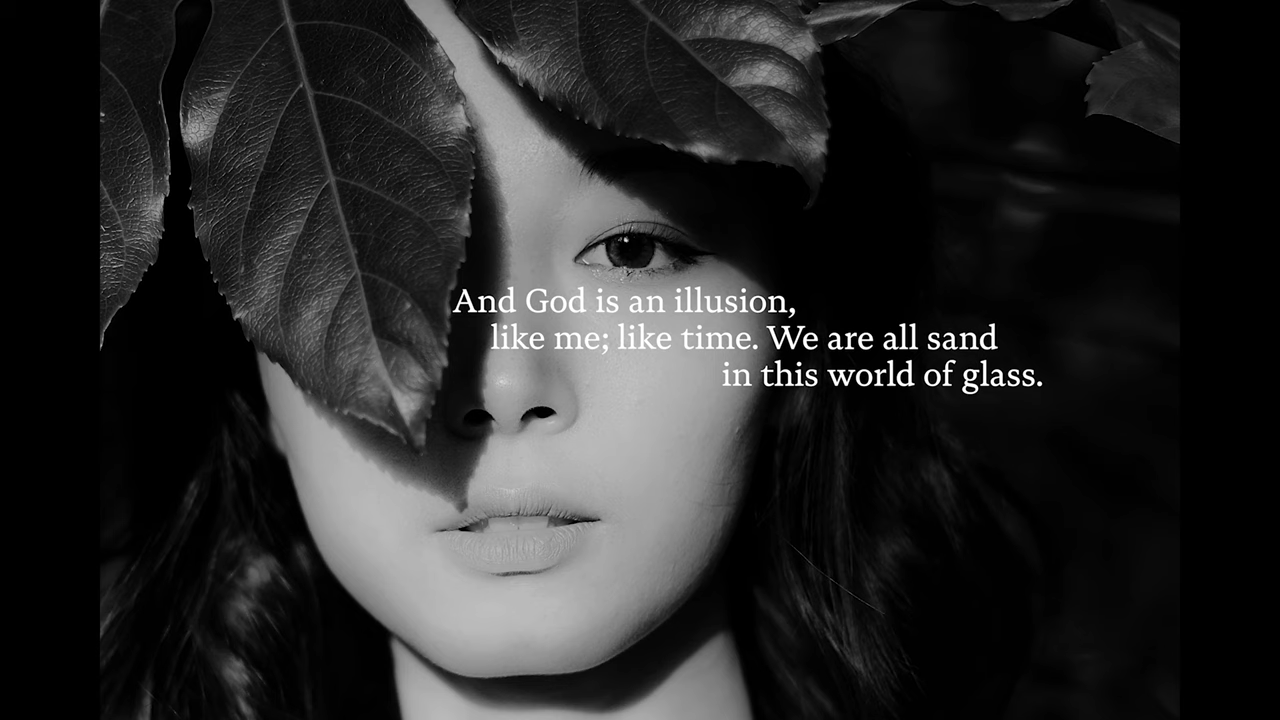 And God is an illusion,
like me; like time. We are all sand
in this world of glass.